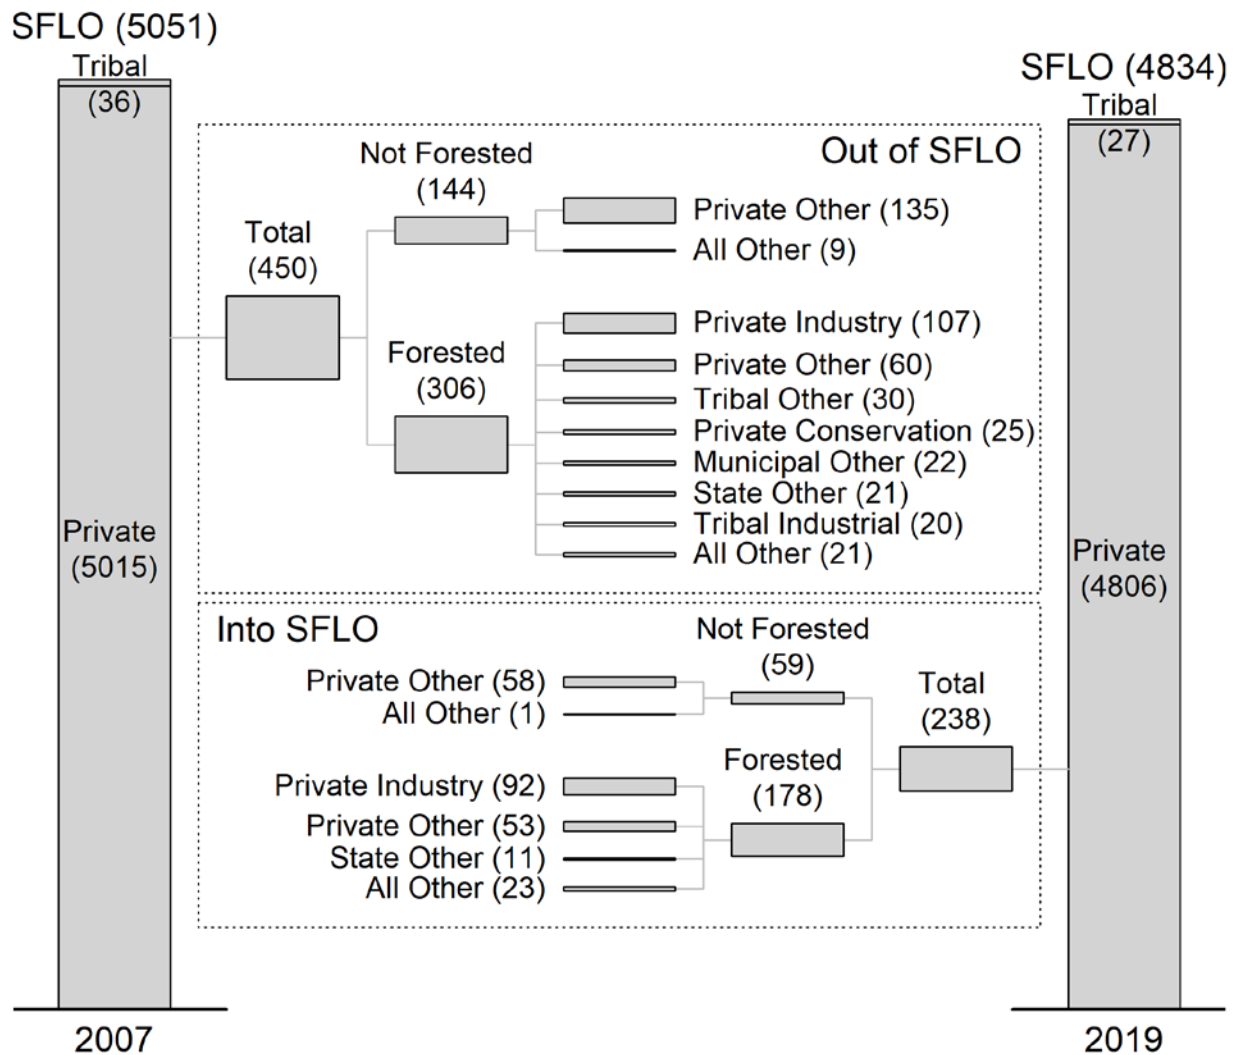 SFLO (5051)
Tribal
(36)
Private
(5015)
2007
Out of SFLO
Total
(450)
Not Forested
(144)
Private Other (135)
All Other (9)
Forested
(306)
Private Industry (107)
Private Other (60)
Tribal Other (30)
Private Conservation (25)
Municipal Other (22)
State Other (21)
Tribal Industrial (20)
All Other (21)
Into SFLO
Private Other (58)
All Other (1)
Not Forested
(59)
Private Industry (92)
Private Other (53)
State Other (11)
All Other (23)
Forested
(178)
Total
(238)
SFLO (4834)
Tribal
(27)
Private
(4806)
2019